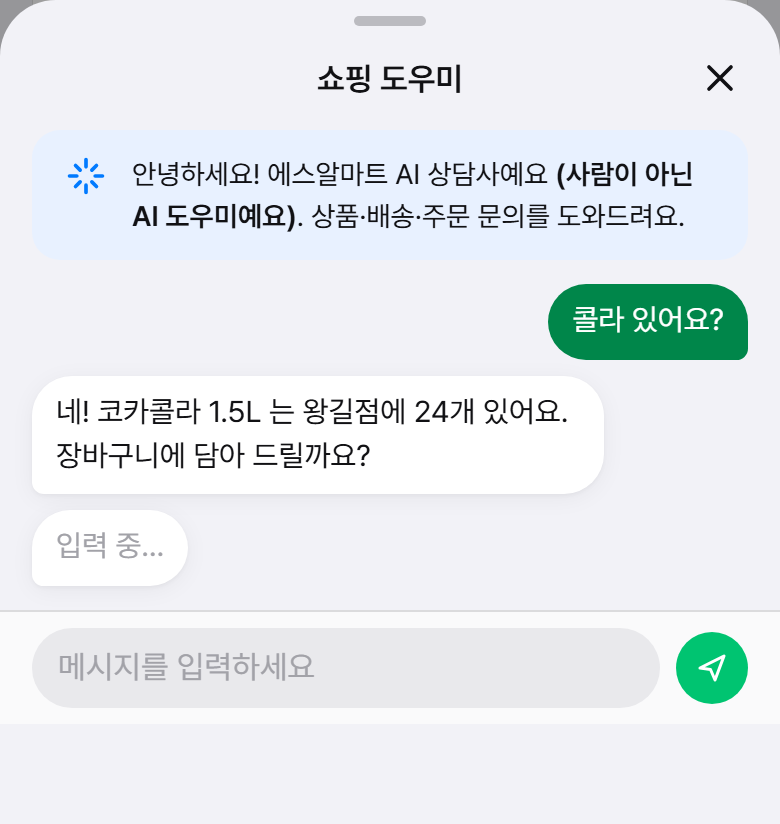 쇼핑 도우미
안녕하세요! 에스알마트 AI 상담사예요 (사람이 아닌
AI 도우미예요). 상품·배송·주문 문의를 도와드려요.
콜라 있어요?
네! 코카콜라 1.5L 는 왕길점에 24개 있어요.
장바구니에 담아 드릴까요?
입력 중...
메시지를 입력하세요